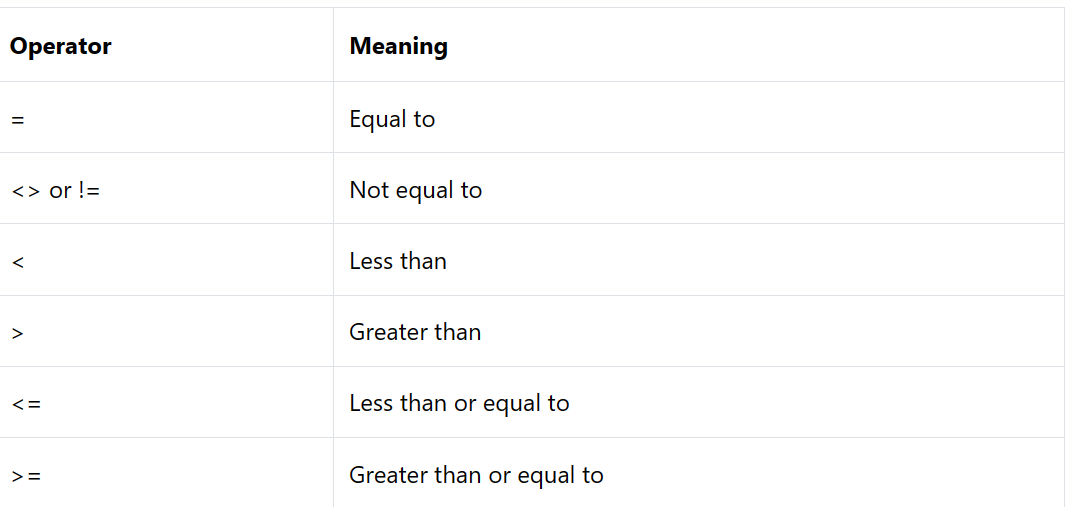 Operator Meaning
= Equal to
<> or != Not equal to
< Less than
> Greater than
<= Less than or equal to
>= Greater than or equal to